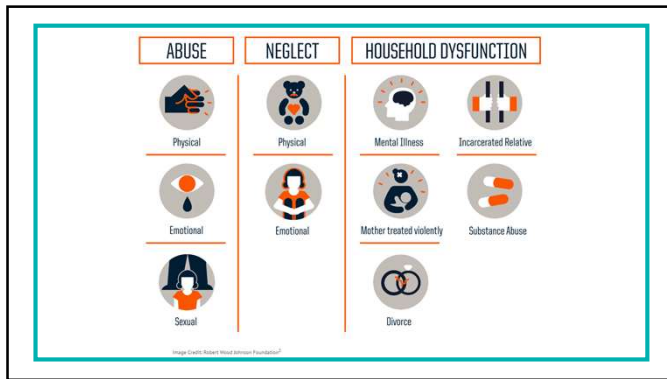 ABUSE
NEGLECT
HOUSEHOLD DYSFUNCTION
Physical
Physical
Mental Illness
Incarcerated Relative
Emotional
Emotional
Mother treated violently
Substance Abuse
Sexual
Divorce
Image Credit: Robert Wood Johnson Foundation